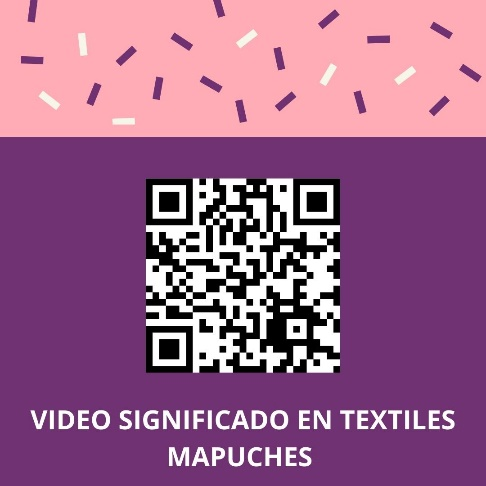 VIDEO SIGNIFICADO EN TEXTILES
MAPUCHES